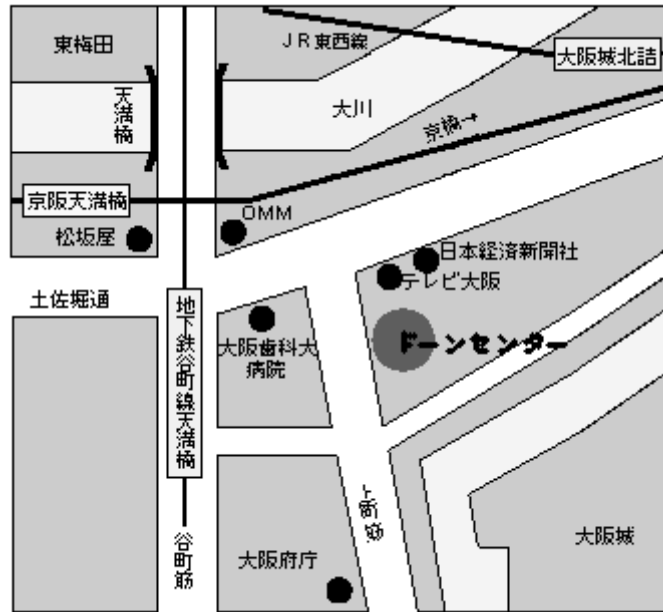 東梅田
JR東西線
大阪城北詰
天満橋
大川
京橋→
京阪天満橋
OMM
松坂屋
日本経済新聞社
テレビ大阪
土佐堀通
地下鉄谷町線天満橋
大阪歯科大
病院
ドーンセンター
上町筋
谷町筋
大阪府庁
大阪城